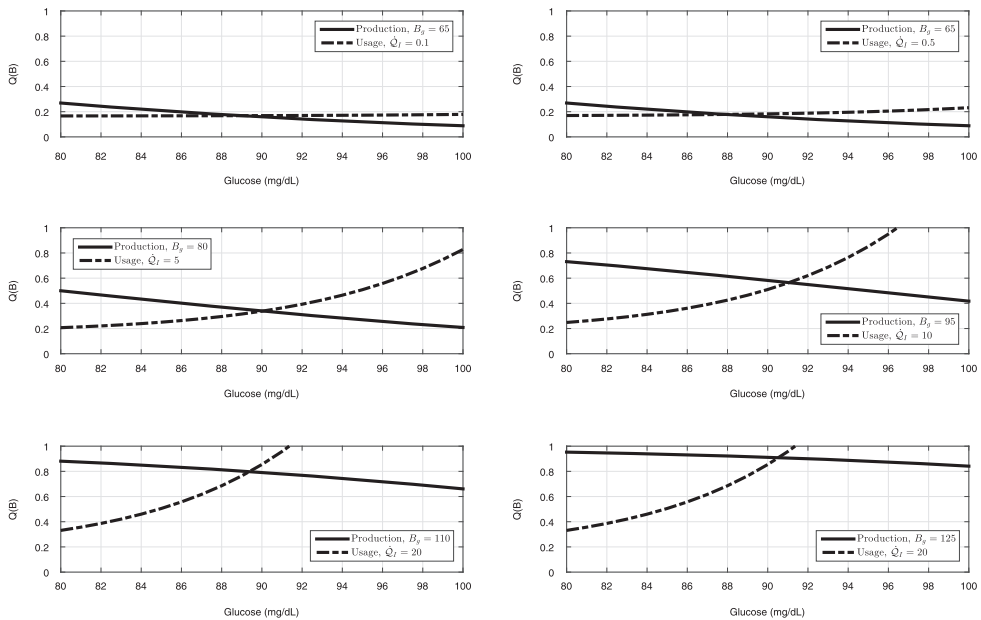 Q(B)
1
0.8
0.6
0.4
0.2
0
Production, B_g = 65
Usage, Q̇_I = 0.1
80 82 84 86 88 90 92 94 96 98 100
Glucose (mg/dL)
Q(B)
1
0.8
0.6
0.4
0.2
0
Production, B_g = 65
Usage, Q̇_I = 0.5
80 82 84 86 88 90 92 94 96 98 100
Glucose (mg/dL)
Q(B)
1
0.8
0.6
0.4
0.2
0
Production, B_g = 80
Usage, Q̇_I = 5
80 82 84 86 88 90 92 94 96 98 100
Glucose (mg/dL)
Q(B)
1
0.8
0.6
0.4
0.2
0
Production, B_g = 95
Usage, Q̇_I = 10
80 82 84 86 88 90 92 94 96 98 100
Glucose (mg/dL)
Q(B)
1
0.8
0.6
0.4
0.2
0
Production, B_g = 110
Usage, Q̇_I = 20
80 82 84 86 88 90 92 94 96 98 100
Glucose (mg/dL)
Q(B)
1
0.8
0.6
0.4
0.2
0
Production, B_g = 125
Usage, Q̇_I = 20
80 82 84 86 88 90 92 94 96 98 100
Glucose (mg/dL)